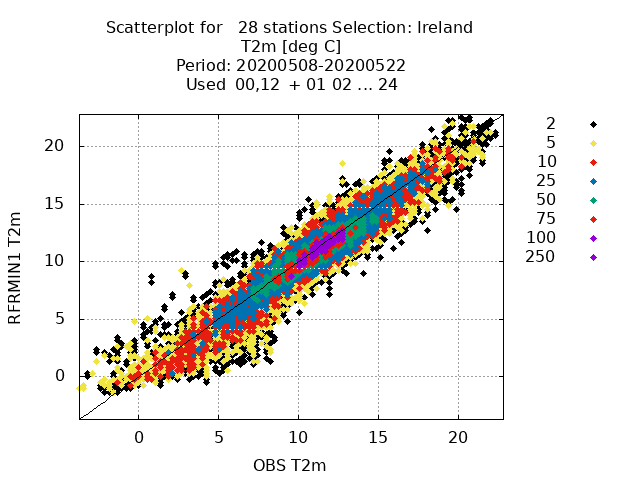 Scatterplot for   28 stations Selection: Ireland
T2m [deg C]
Period: 20200508-20200522
Used  00,12  + 01 02 ... 24
2
5
10
25
50
75
100
250
20
15
10
5
0
RFRMIN1 T2m
0 5 10 15 20
OBS T2m